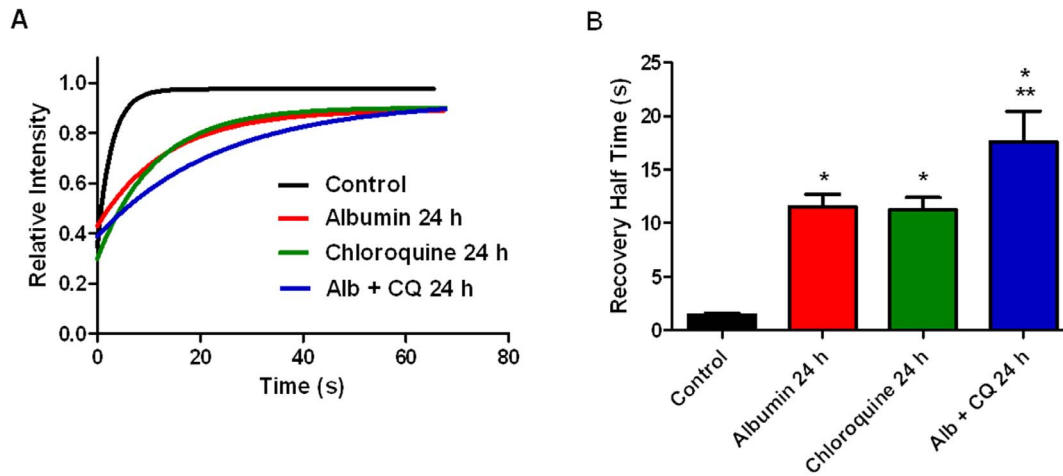 A
Relative Intensity
1.0
0.8
0.6
0.4
0.2
0.0
0 20 40 60 80
Time (s)
Control
Albumin 24 h
Chloroquine 24 h
Alb + CQ 24 h
B
Recovery Half Time (s)
25
20
15
10
5
0
*
*
*
**
Control
Albumin 24 h
Chloroquine 24 h
Alb + CQ 24 h